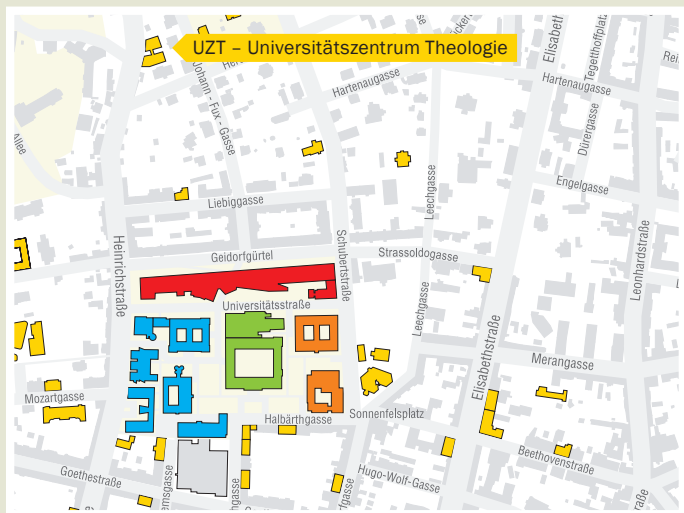 UZT – Universitätszentrum Theologie
Johann - Fux - Gasse
Hartenaugasse
Elisabeth
Tegetthoffplatz
Hartenaugasse
Dürergasse
Allee
Engelgasse
Liebiggasse
Leechgasse
Heinrichstraße
Geidorfgürtel
Schubertstraße
Strassoldogasse
Leonhardstraße
Universitätsstraße
Leechgasse
Elisabethstraße
Merangasse
Mozartgasse
Halbärthgasse
Sonnenfelsplatz
Beethovenstraße
Goethestraße
Hugo-Wolf-Gasse